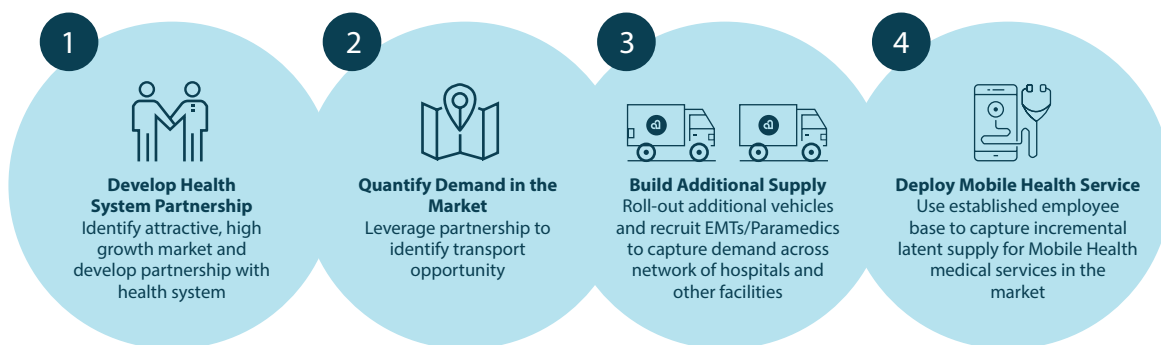 1
Develop Health
System Partnership
Identify attractive, high
growth market and
develop partnership with
health system
2
Quantify Demand in the
Market
Leverage partnership to
identify transport
opportunity
3
Build Additional Supply
Roll-out additional vehicles
and recruit EMTs/Paramedics
to capture demand across
network of hospitals and
other facilities
4
Deploy Mobile Health Service
Use established employee
base to capture incremental
latent supply for Mobile Health
medical services in the
market